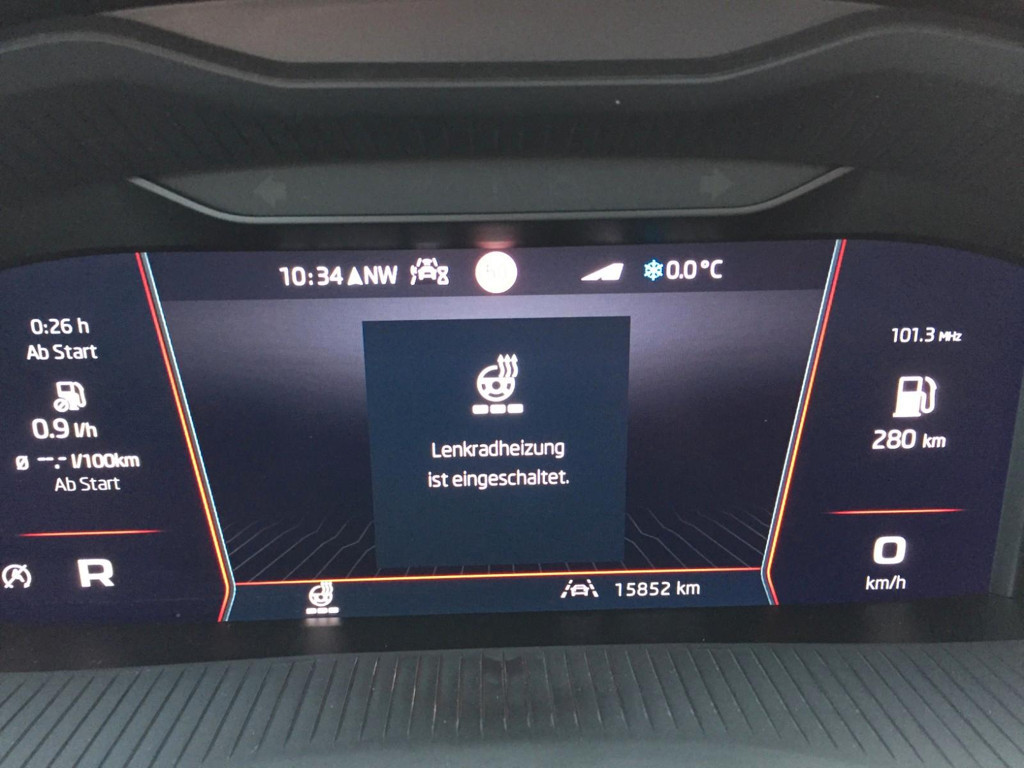 10:34 NW
0.0 °C
0:26 h
Ab Start
0.9 l/h
ø --.- l/100km
Ab Start
R
Lenkradheizung
ist eingeschaltet.
15852 km
101.3 MHz
280 km
0
km/h